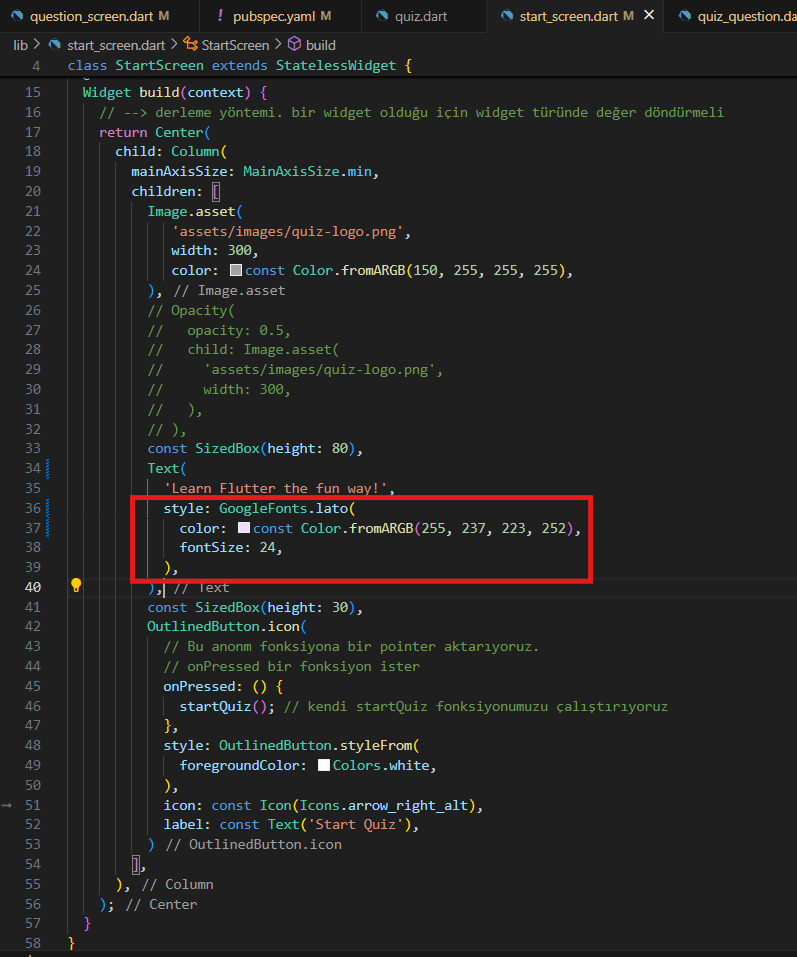 question_screen.dart M ! pubspec.yaml M quiz.dart start_screen.dart M × quiz_question.da
lib > start_screen.dart > StartScreen > build
4 class StartScreen extends StatelessWidget {
15 Widget build(context) {
16 // --> derleme yöntemi. bir widget olduğu için widget türünde değer döndürmeli
17 return Center(
18 child: Column(
19 mainAxisSize: MainAxisSize.min,
20 children: [
21 Image.asset(
22 'assets/images/quiz-logo.png',
23 width: 300,
24 color: const Color.fromARGB(150, 255, 255, 255),
25 ), // Image.asset
26 // Opacity(
27 //   opacity: 0.5,
28 //   child: Image.asset(
29 //     'assets/images/quiz-logo.png',
30 //     width: 300,
31 //   ),
32 // ),
33 const SizedBox(height: 80),
34 Text(
35 'Learn Flutter the fun way!',
36 style: GoogleFonts.lato(
37 color: const Color.fromARGB(255, 237, 223, 252),
38 fontSize: 24,
39 ),
40 ), // Text
41 const SizedBox(height: 30),
42 OutlinedButton.icon(
43 // Bu anonm fonksiyona bir pointer aktarıyoruz.
44 // onPressed bir fonksiyon ister
45 onPressed: () {
46 startQuiz(); // kendi startQuiz fonksiyonumuzu çalıştırıyoruz
47 },
48 style: OutlinedButton.styleFrom(
49 foregroundColor: Colors.white,
50 ),
51 icon: const Icon(Icons.arrow_right_alt),
52 label: const Text('Start Quiz'),
53 ) // OutlinedButton.icon
54 ],
55 ), // Column
56 ); // Center
57 }
58 }